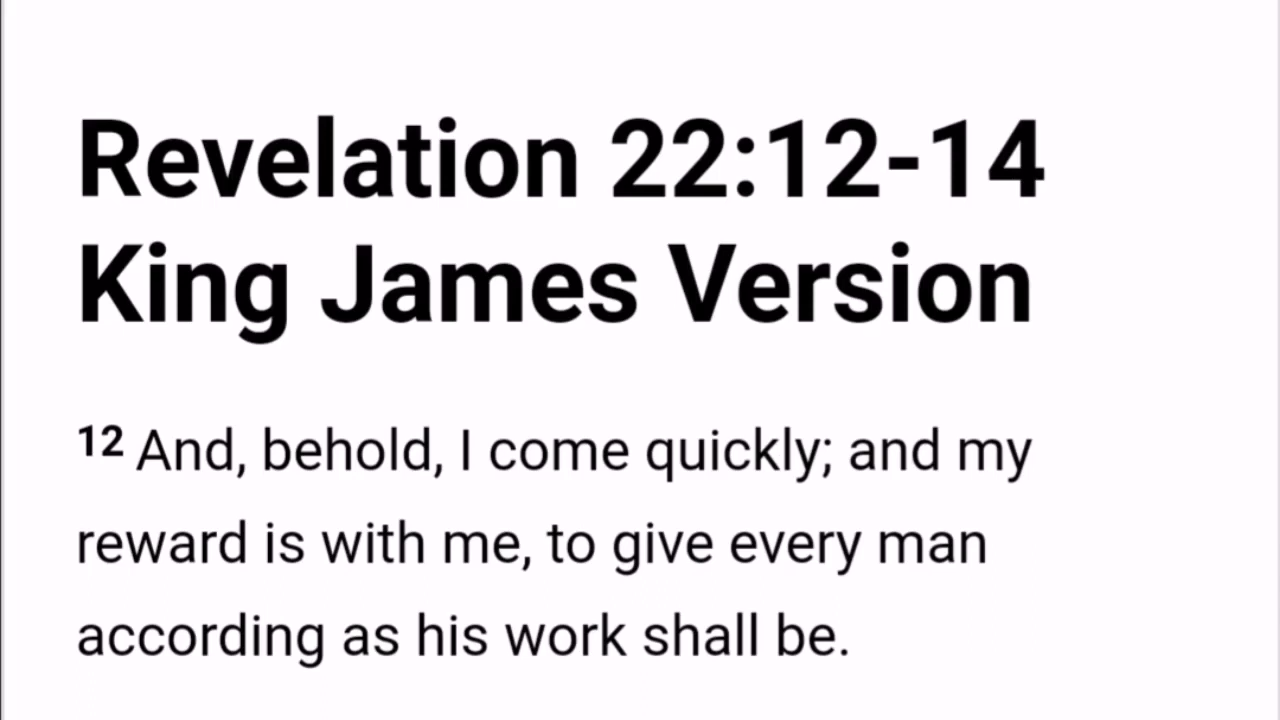 Revelation 22:12-14
King James Version
12 And, behold, I come quickly; and my
reward is with me, to give every man
according as his work shall be.